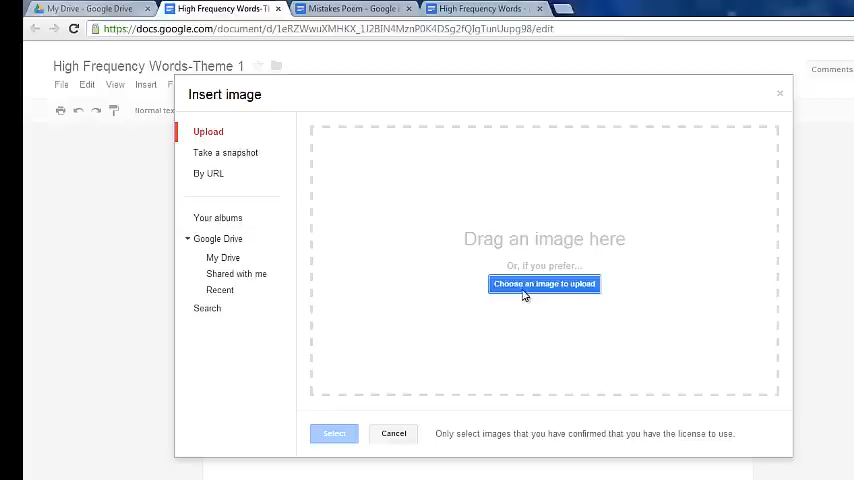 My Drive - Google Drive
High Frequency Words-T
Mistakes Poem - Google
High Frequency Words -
https://docs.google.com/document/d/1eRZWwuXMHKX_1J2BIN4MznP0K4DSg2fQIgTunUupg98/edit
High Frequency Words-Theme 1
Comments
File Edit View Insert F
Normal text
Insert image
Upload
Take a snapshot
By URL
Your albums
Google Drive
My Drive
Shared with me
Recent
Search
Drag an image here
Or, if you prefer...
Choose an image to upload
Select
Cancel
Only select images that you have confirmed that you have the license to use.